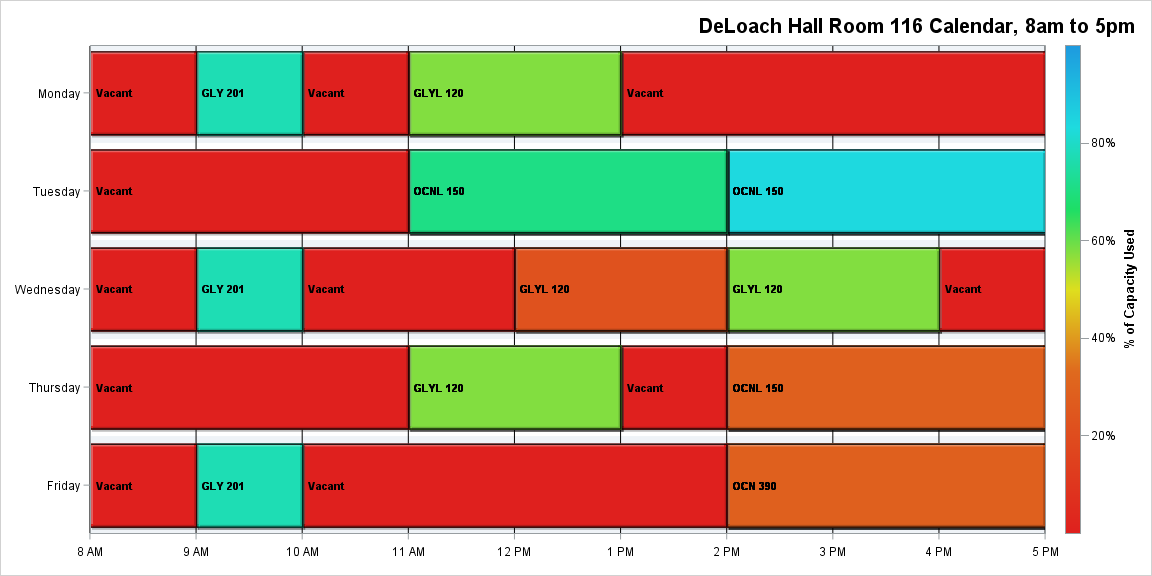 DeLoach Hall Room 116 Calendar, 8am to 5pm
Monday
Vacant
GLY 201
Vacant
GLYL 120
Vacant
Tuesday
Vacant
OCNL 150
OCNL 150
Wednesday
Vacant
GLY 201
Vacant
GLYL 120
GLYL 120
Vacant
Thursday
Vacant
GLYL 120
Vacant
OCNL 150
Friday
Vacant
GLY 201
Vacant
OCN 390
8 AM
9 AM
10 AM
11 AM
12 PM
1 PM
2 PM
3 PM
4 PM
5 PM
80%
60%
40%
20%
% of Capacity Used